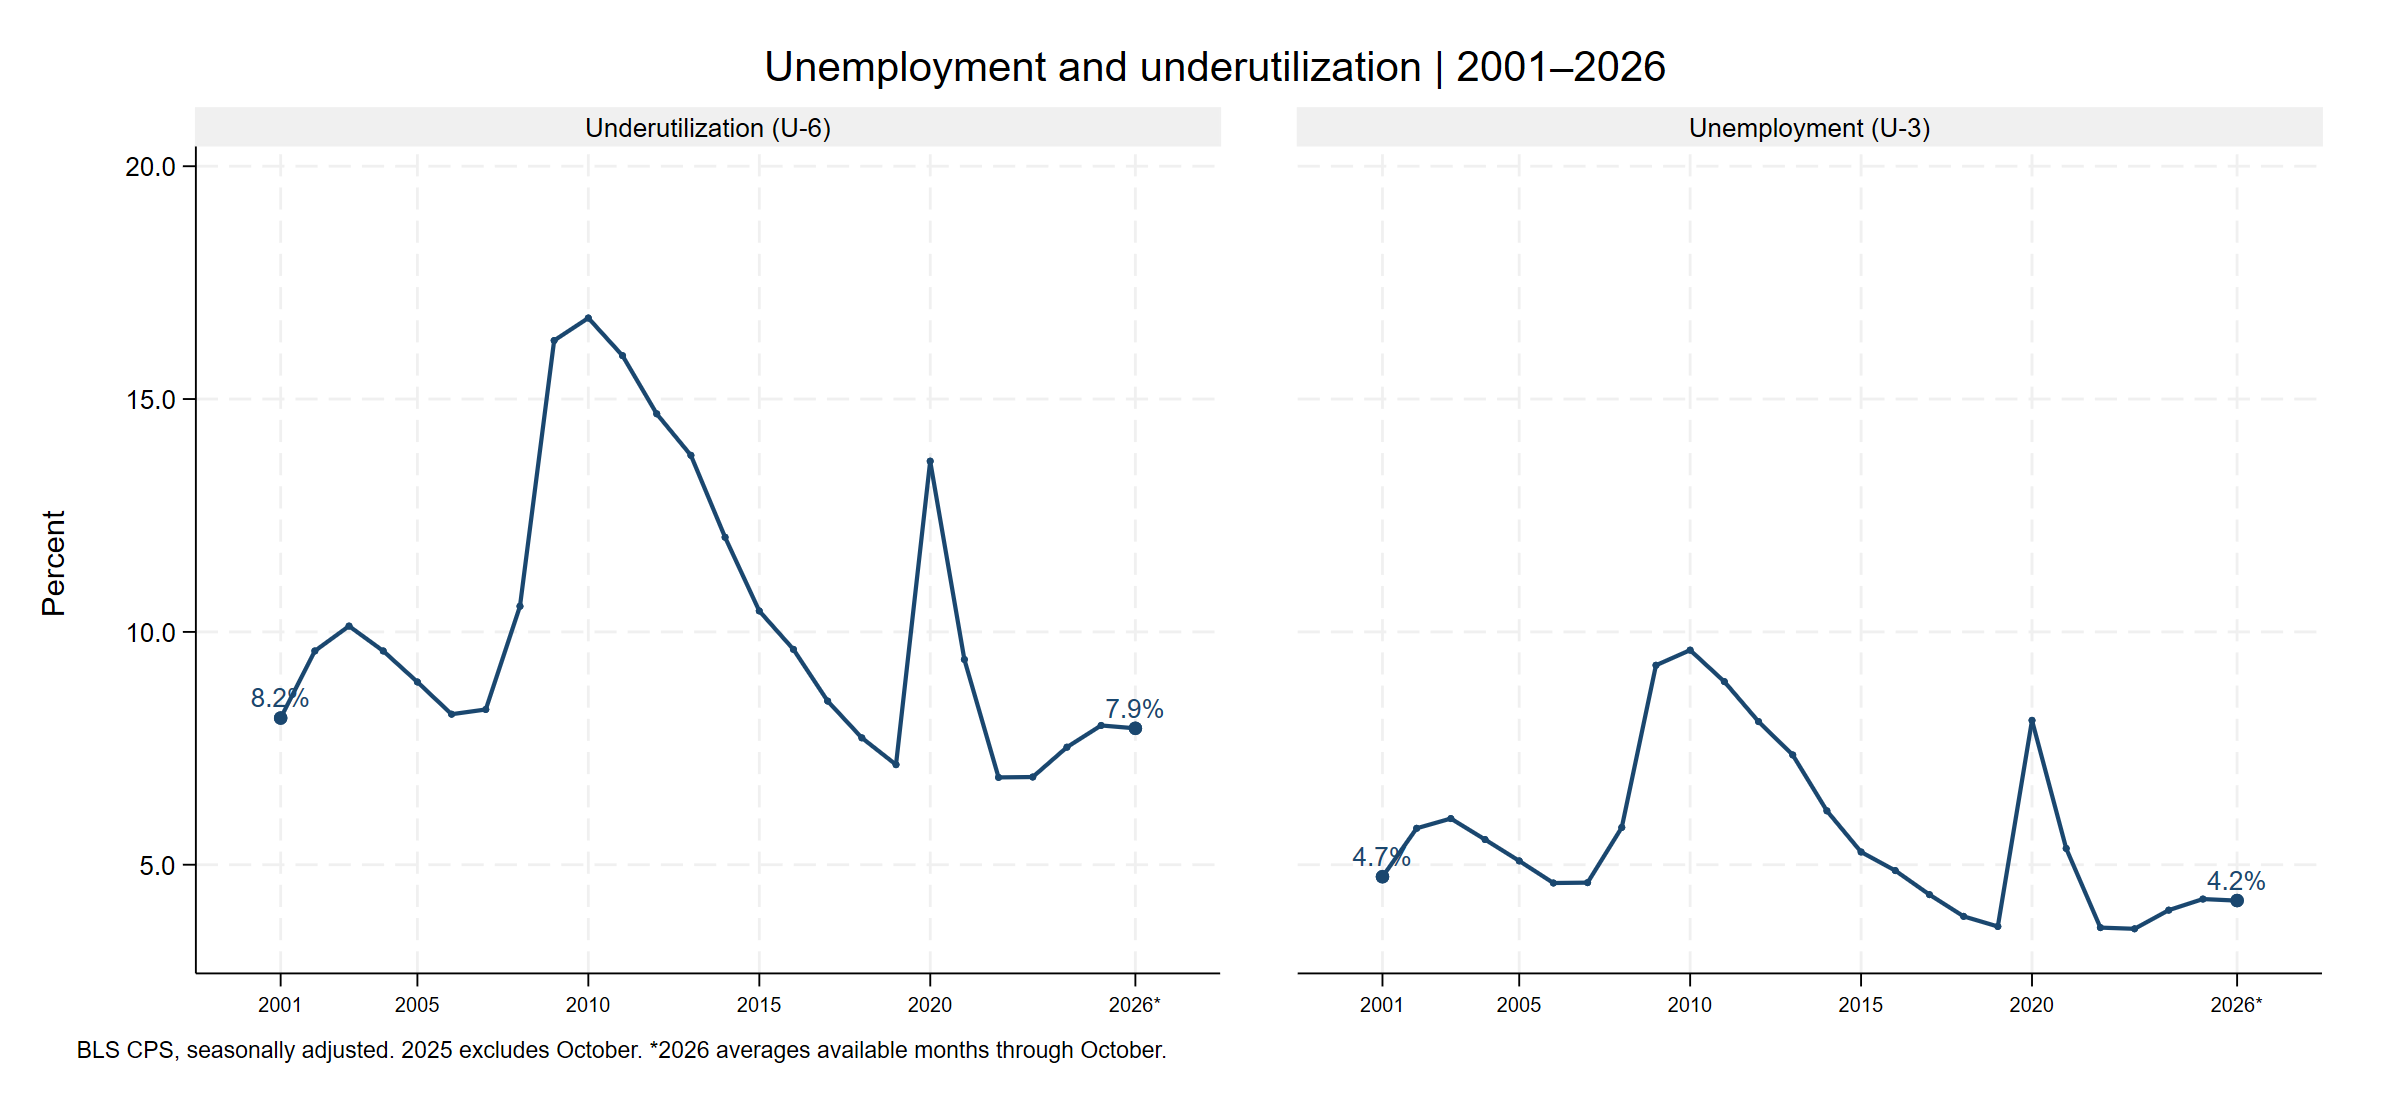 Unemployment and underutilization | 2001–2026
Underutilization (U-6)
Unemployment (U-3)
Percent
20.0
15.0
10.0
5.0
8.2%
7.9%
4.7%
4.2%
2001 2005 2010 2015 2020 2026*
2001 2005 2010 2015 2020 2026*
BLS CPS, seasonally adjusted. 2025 excludes October. *2026 averages available months through October.